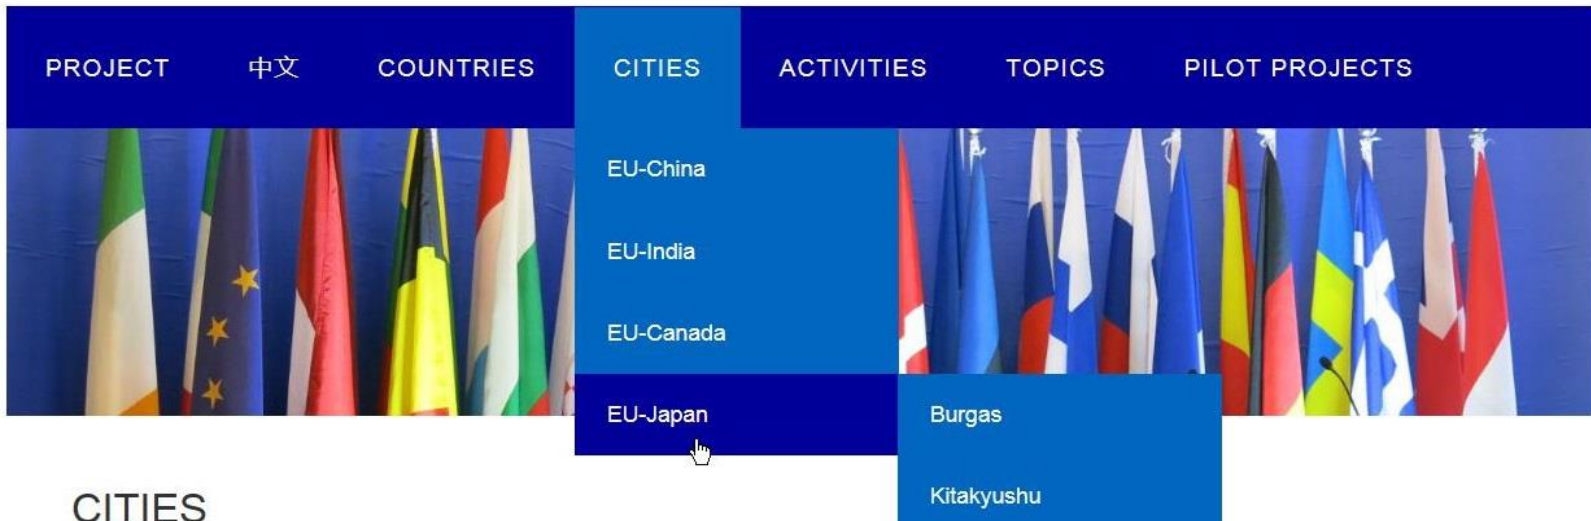 PROJECT 中文 COUNTRIES CITIES ACTIVITIES TOPICS PILOT PROJECTS
EU-China
EU-India
EU-Canada
EU-Japan
Burgas
Kitakyushu
CITIES